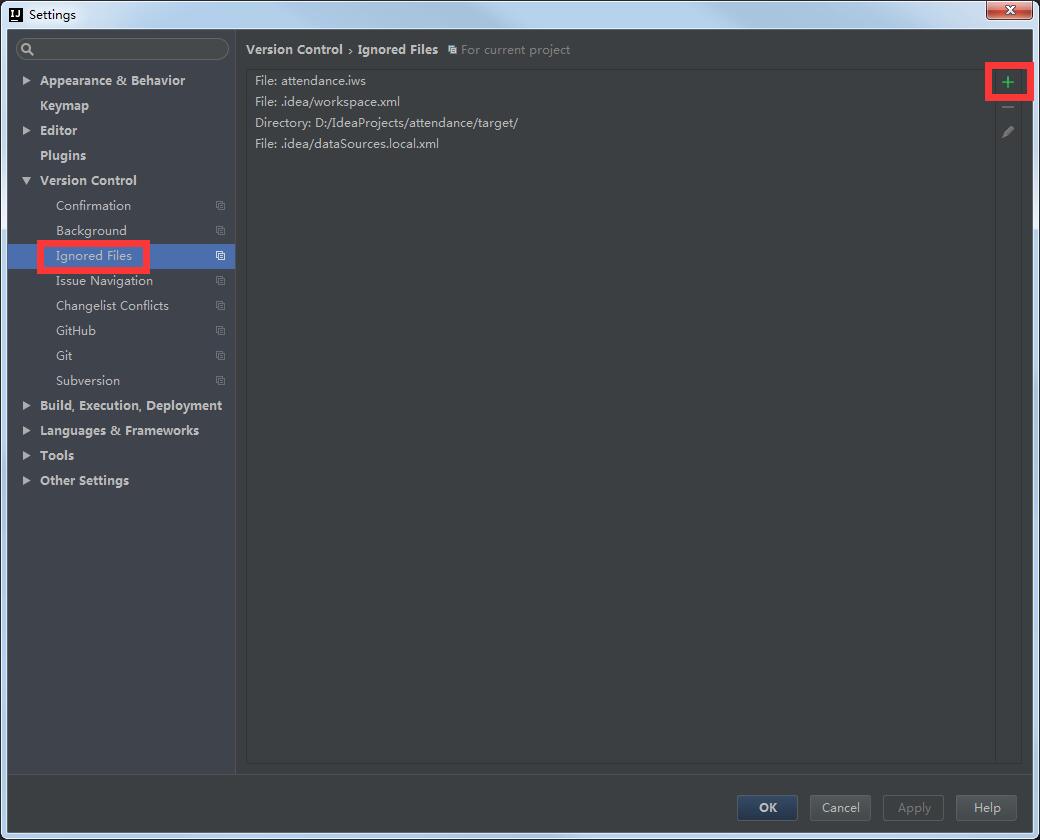 Settings
Version Control › Ignored Files For current project
Appearance & Behavior
Keymap
Editor
Plugins
Version Control
Confirmation
Background
Ignored Files
Issue Navigation
Changelist Conflicts
GitHub
Git
Subversion
Build, Execution, Deployment
Languages & Frameworks
Tools
Other Settings
File: attendance.iws
File: .idea/workspace.xml
Directory: D:/IdeaProjects/attendance/target/
File: .idea/dataSources.local.xml
OK
Cancel
Apply
Help